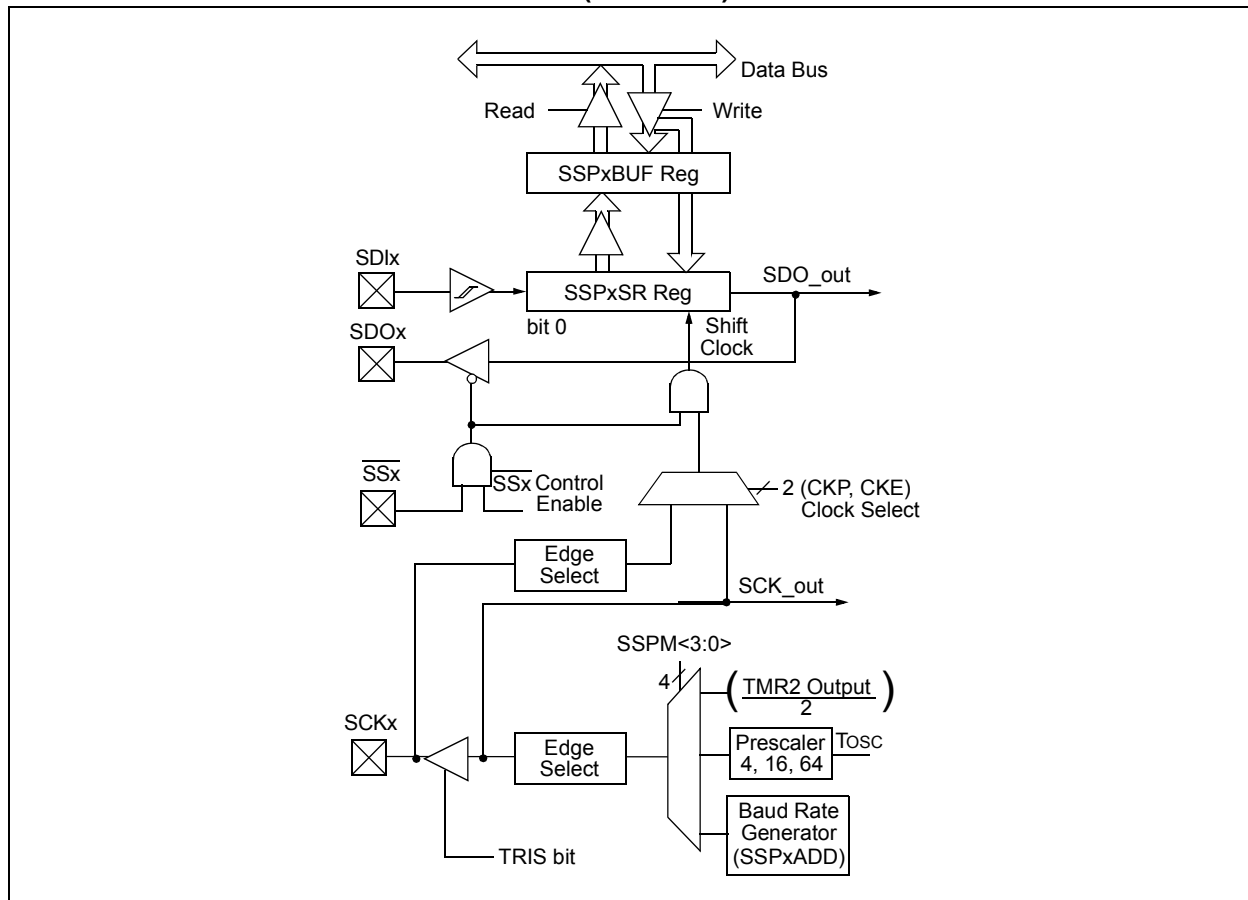 Data Bus
Read
Write
SSPxBUF Reg
SDIx
SSPxSR Reg
SDO_out
bit 0
Shift
Clock
SDOx
SSx
SSx Control
Enable
2 (CKP, CKE)
Clock Select
Edge
Select
SCK_out
SSPM<3:0>
4
(TMR2 Output)
2
SCKx
Edge
Select
Prescaler
4, 16, 64
TOSC
Baud Rate
Generator
(SSPxADD)
TRIS bit